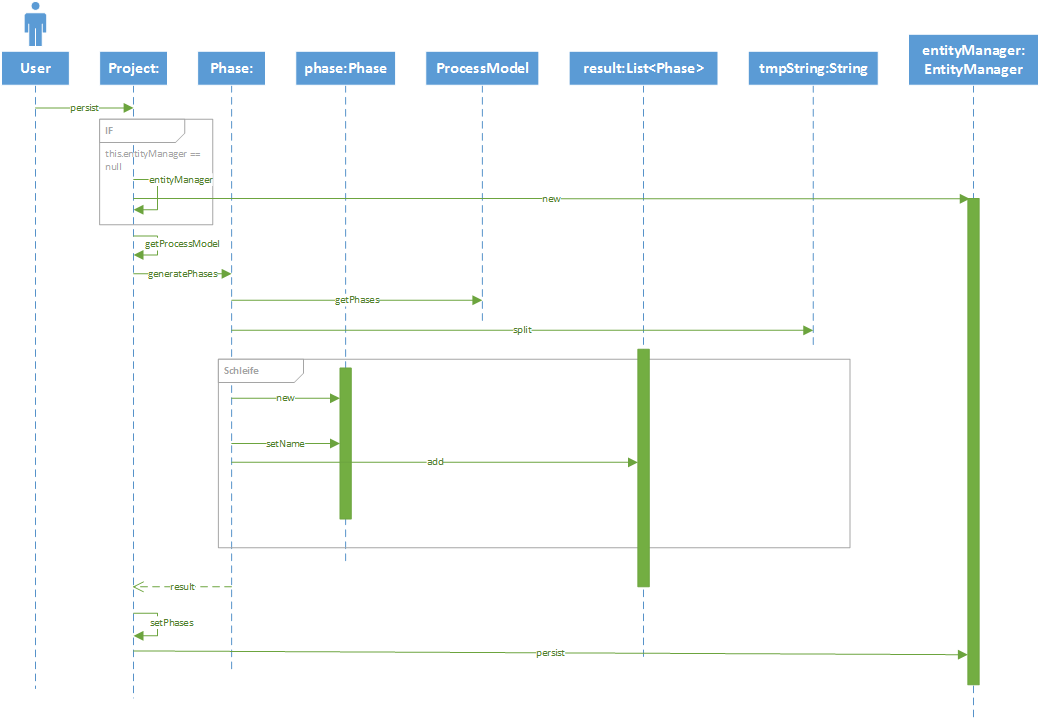 User
Project:
Phase:
phase:Phase
ProcessModel
result:List<Phase>
tmpString:String
entityManager:
EntityManager
persist
IF
this.entityManager ==
null
entityManager
new
getProcessModel
generatePhases
getPhases
split
Schleife
new
setName
add
result
setPhases
persist